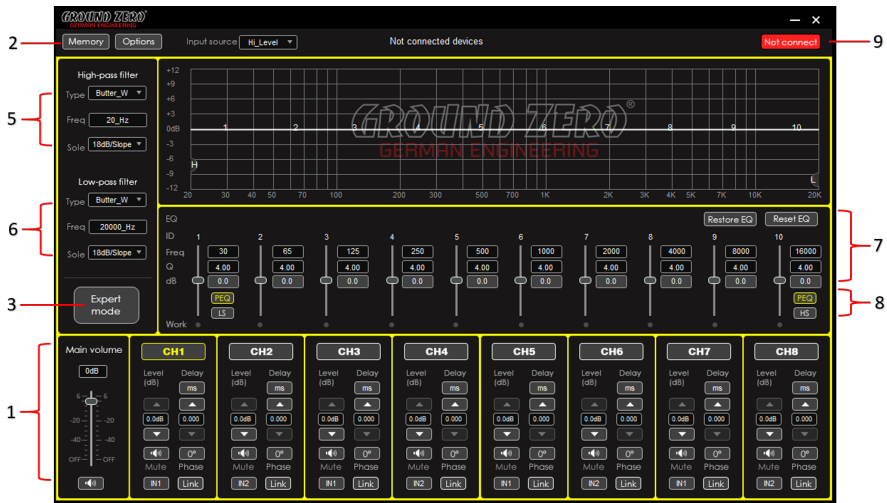 GROUND ZERO
GERMAN ENGINEERING
2 Memory Options Input source Hi_Level Not connected devices Not connect 9
High-pass filter
5
Type Butter_W
Freq 20_Hz
Sole 18dB/Slope
Low-pass filter
6
Type Butter_W
Freq 20000_Hz
Sole 18dB/Slope
3 Expert mode
+12
+9
+6
+3
0dB 1 2 3 4 5 6 7 8 9 10
-3
-6
-9
-12
H L
GROUND ZERO®
GERMAN ENGINEERING
20 30 40 50 70 100 200 300 500 700 1K 2K 3K 4K 5K 7K 10K 20K
EQ Restore EQ Reset EQ
7
ID 1 2 3 4 5 6 7 8 9 10
Freq 30 65 125 250 500 1000 2000 4000 8000 16000
Q 4.00 4.00 4.00 4.00 4.00 4.00 4.00 4.00 4.00 4.00
dB 0.0 0.0 0.0 0.0 0.0 0.0 0.0 0.0 0.0 0.0
PEQ PEQ
8
LS HS
Work
1
Main volume
0dB
6 6
-20 -20
-40 -40
OFF OFF
CH1 CH2 CH3 CH4 CH5 CH6 CH7 CH8
Level Delay Level Delay Level Delay Level Delay Level Delay Level Delay Level Delay Level Delay
(dB) ms (dB) ms (dB) ms (dB) ms (dB) ms (dB) ms (dB) ms (dB) ms
0.0dB 0.000 0.0dB 0.000 0.0dB 0.000 0.0dB 0.000 0.0dB 0.000 0.0dB 0.000 0.0dB 0.000 0.0dB 0.000
0° 0° 0° 0° 0° 0° 0° 0°
Mute Phase Mute Phase Mute Phase Mute Phase Mute Phase Mute Phase Mute Phase Mute Phase
IN1 Link IN2 Link IN1 Link IN2 Link IN1 Link IN2 Link IN1 Link IN2 Link